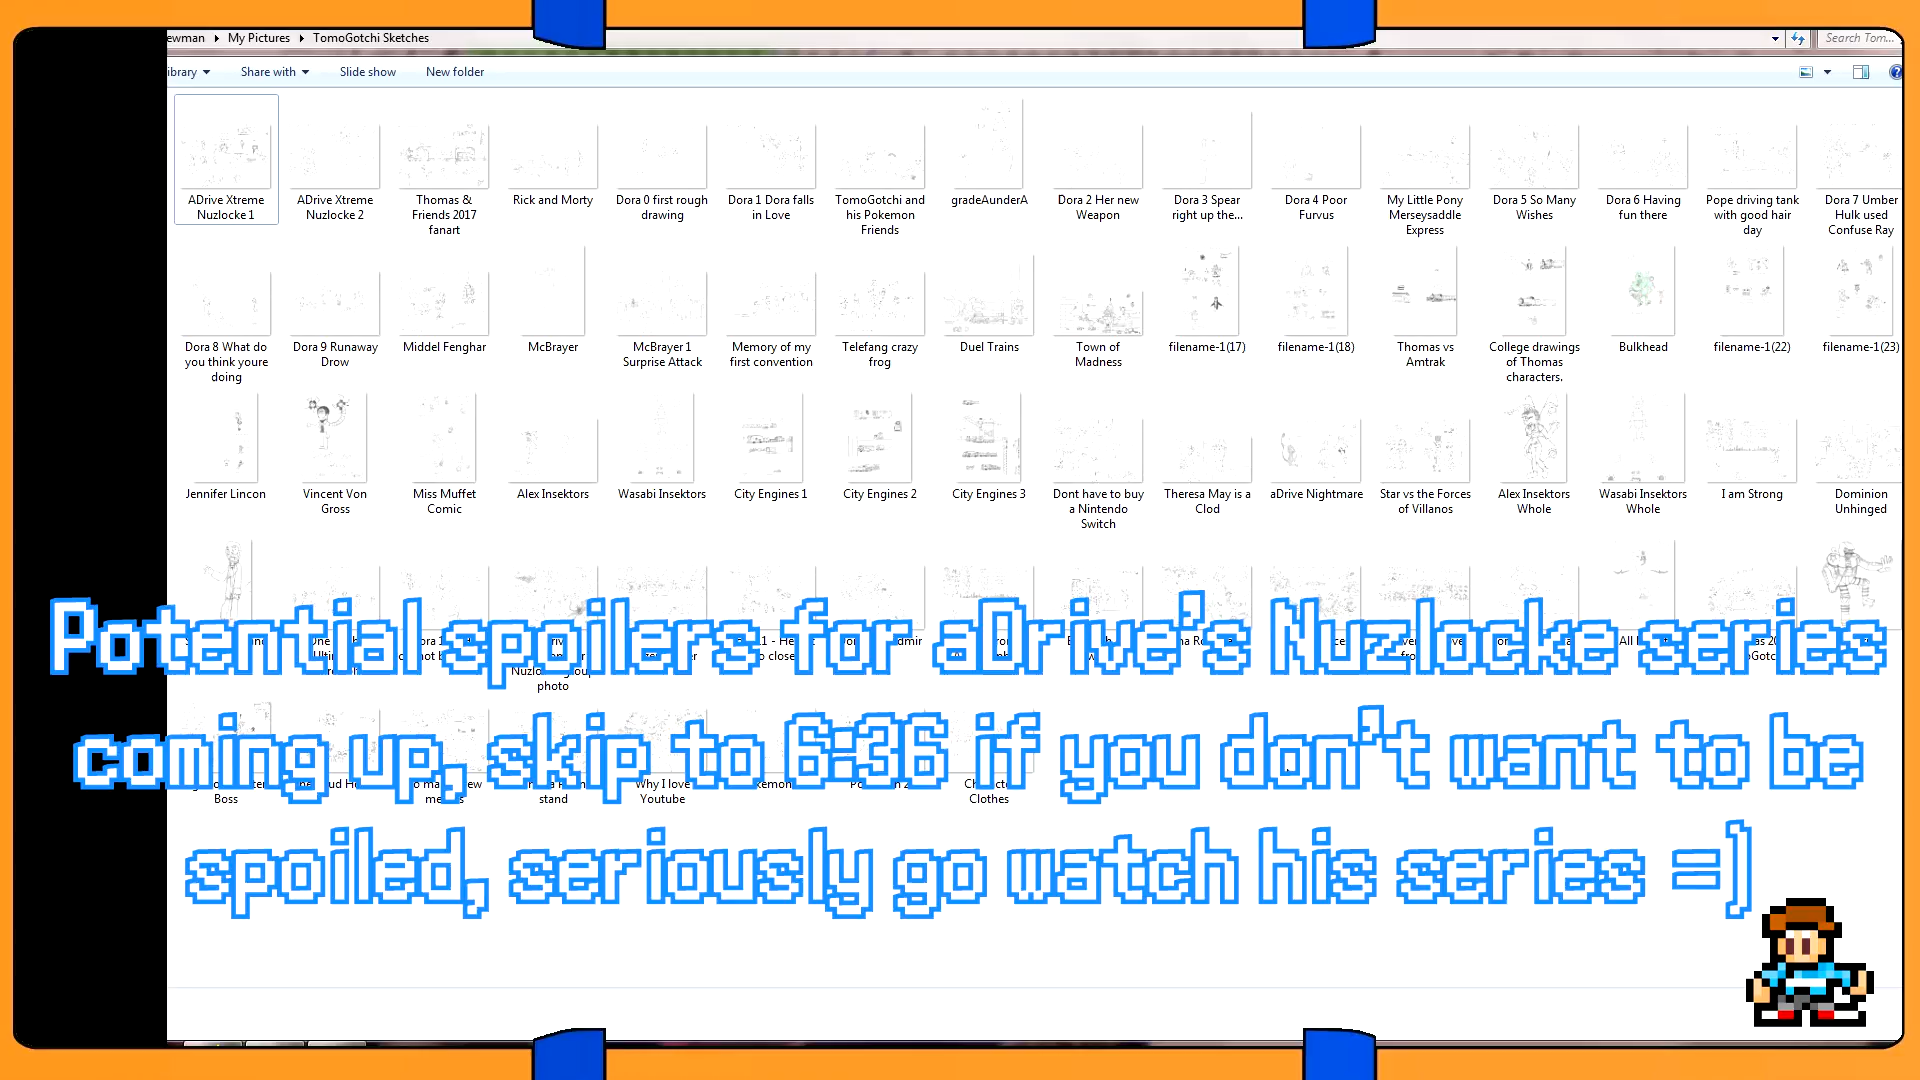 ewman ▸ My Pictures ▸ TomoGotchi Sketches
Search Tom...
ibrary Share with Slide show New folder
ADrive Xtreme Nuzlocke 1
ADrive Xtreme Nuzlocke 2
Thomas & Friends 2017 fanart
Rick and Morty
Dora 0 first rough drawing
Dora 1 Dora falls in Love
TomoGotchi and his Pokemon Friends
gradeAunderA
Dora 2 Her new Weapon
Dora 3 Spear right up the...
Dora 4 Poor Furvus
My Little Pony Merseysaddle Express
Dora 5 So Many Wishes
Dora 6 Having fun there
Pope driving tank with good hair day
Dora 7 Umber Hulk used Confuse Ray
Dora 8 What do you think youre doing
Dora 9 Runaway Drow
Middel Fenghar
McBrayer
McBrayer 1 Surprise Attack
Memory of my first convention
Telefang crazy frog
Duel Trains
Town of Madness
filename-1(17)
filename-1(18)
Thomas vs Amtrak
College drawings of Thomas characters.
Bulkhead
filename-1(22)
filename-1(23)
Jennifer Lincon
Vincent Von Gross
Miss Muffet Comic
Alex Insektors
Wasabi Insektors
City Engines 1
City Engines 2
City Engines 3
Dont have to buy a Nintendo Switch
Theresa May is a Clod
aDrive Nightmare
Star vs the Forces of Villanos
Alex Insektors Whole
Wasabi Insektors Whole
I am Strong
Dominion Unhinged
photo
Potential spoilers for aDrive's Nuzlocke series
coming up, skip to 6:36 if you don't want to be
spoiled, seriously go watch his series =)
Boss
stand
Why I love Youtube
Clothes